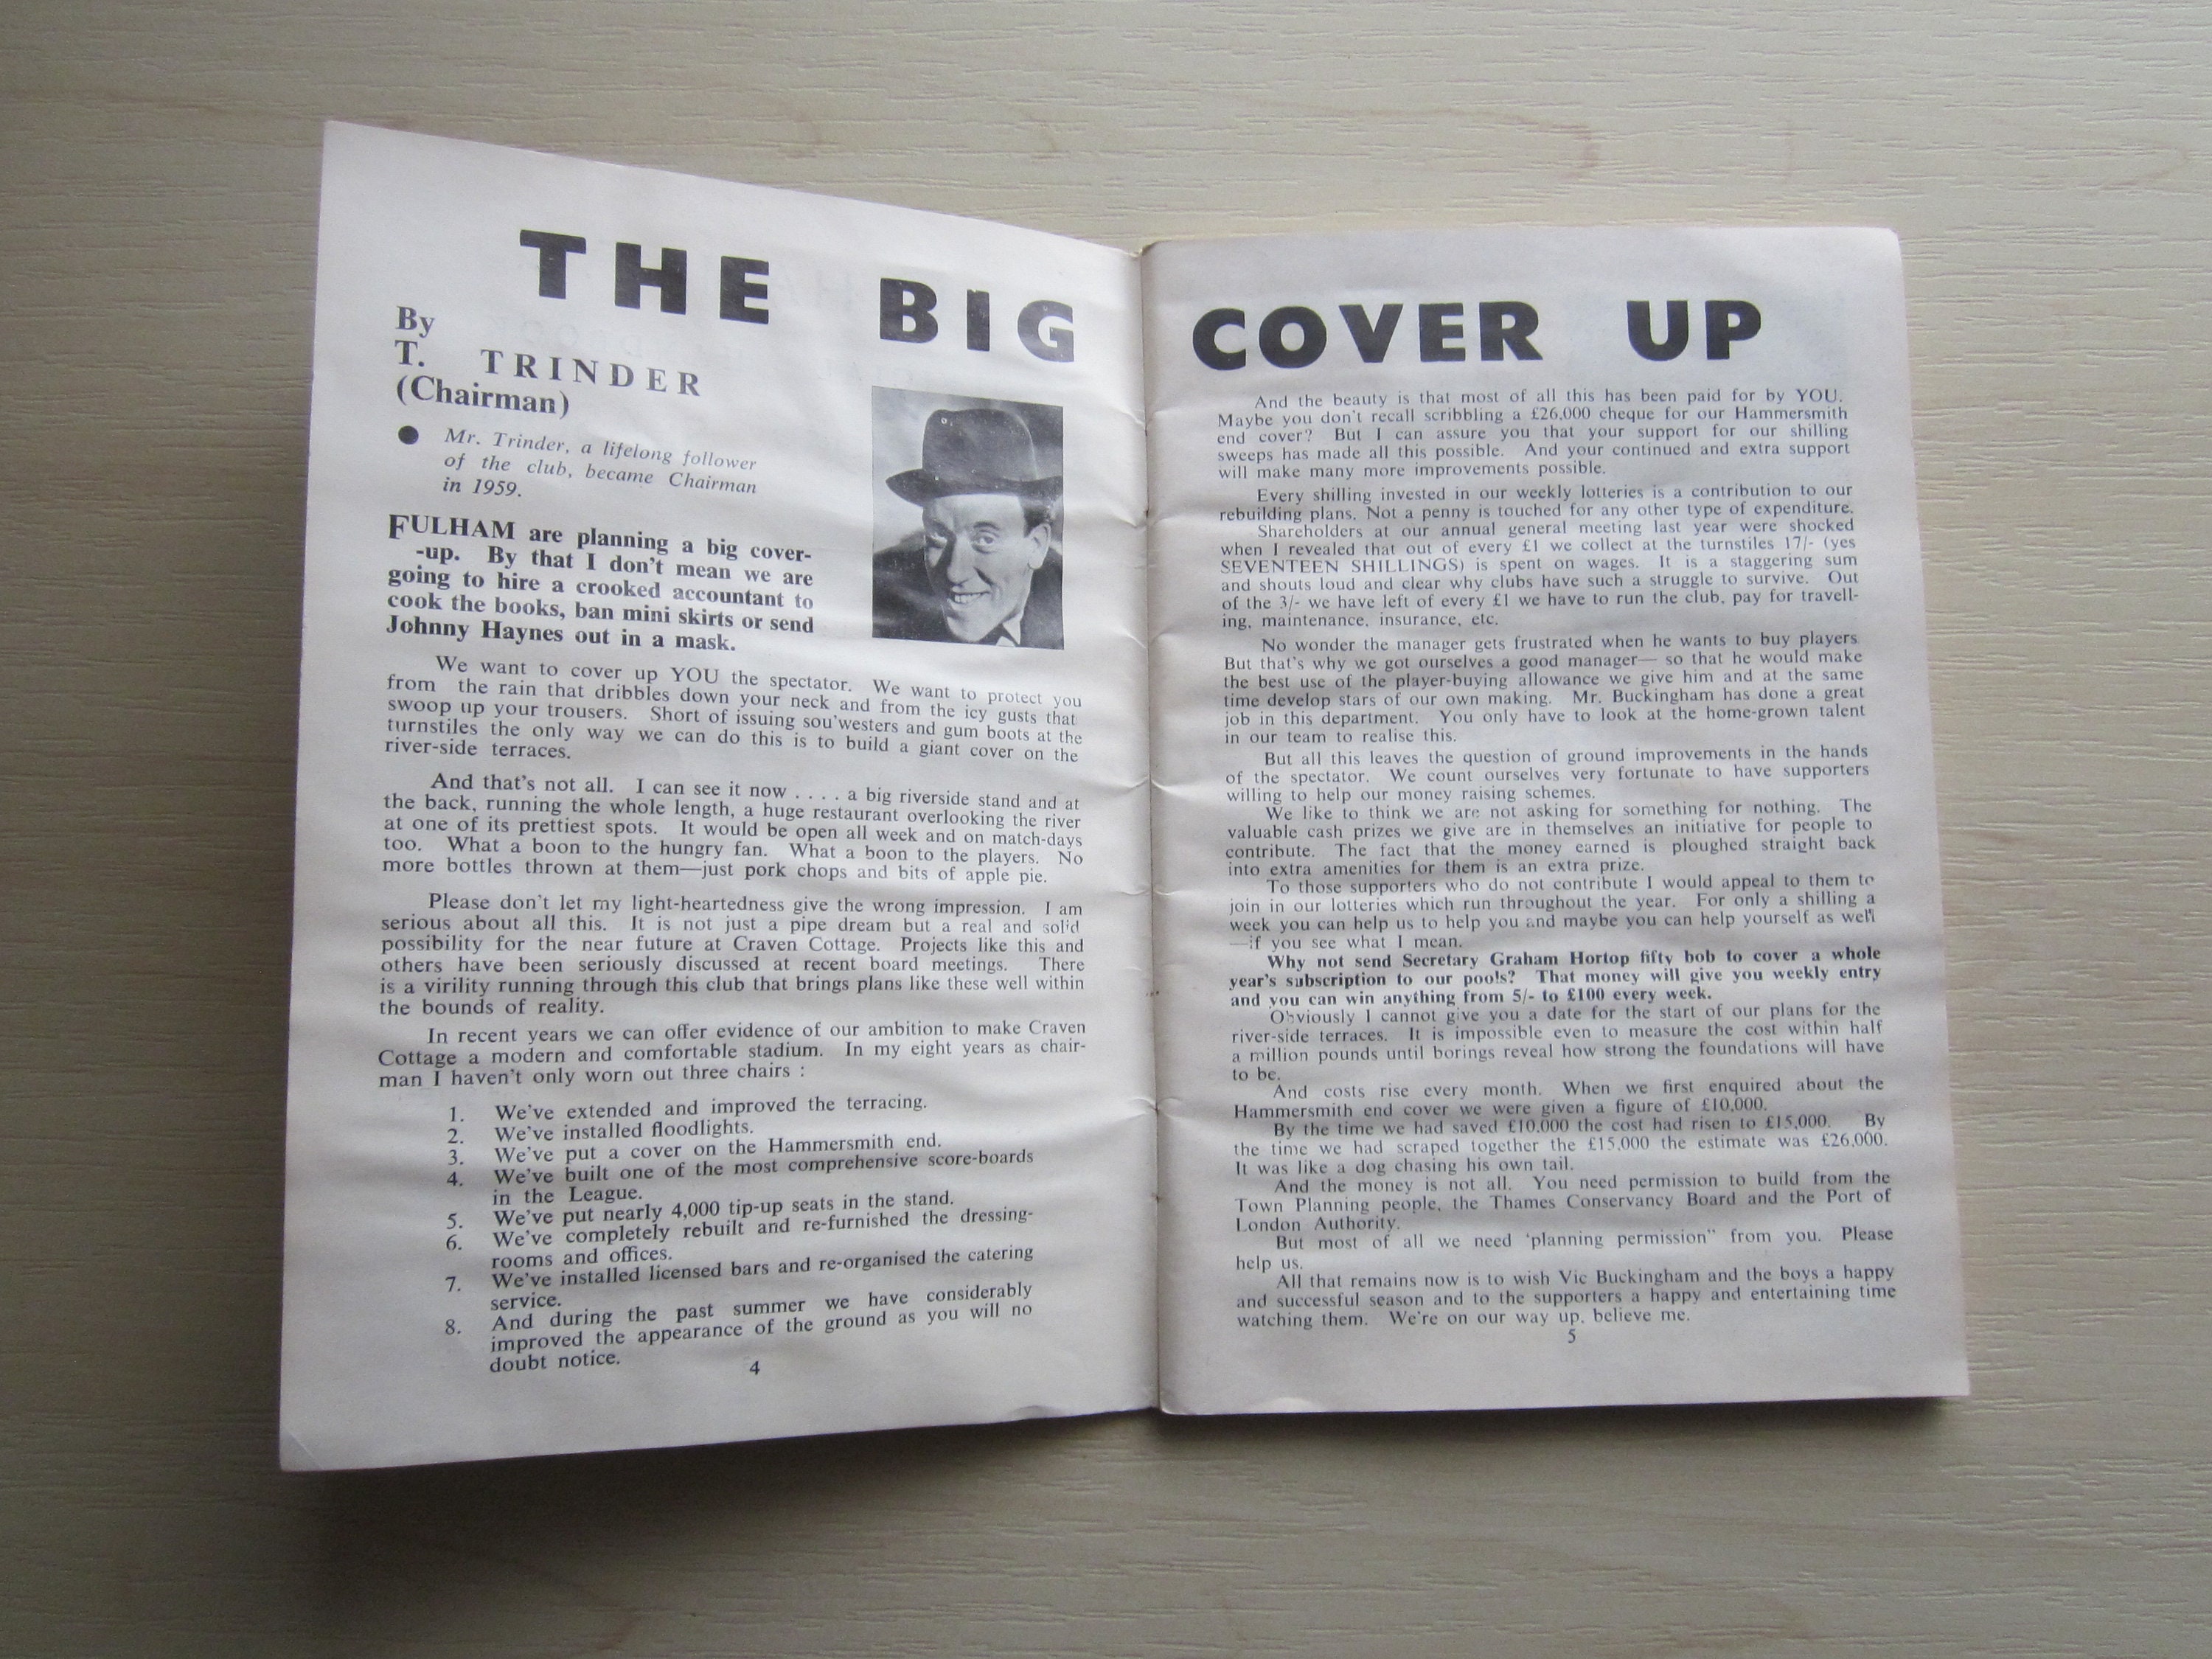 THE BIG
By
T. TRINDER
(Chairman)
● Mr. Trinder, a lifelong follower
of the club, became Chairman
in 1959.
FULHAM are planning a big cover-
-up. By that I don't mean we are
going to hire a crooked accountant to
cook the books, ban mini skirts or send
Johnny Haynes out in a mask.
We want to cover up YOU the spectator. We want to protect you
from the rain that dribbles down your neck and from the icy gusts that
swoop up your trousers. Short of issuing sou'westers and gum boots at the
turnstiles the only way we can do this is to build a giant cover on the
river-side terraces.
And that's not all. I can see it now . . . . a big riverside stand and at
the back, running the whole length, a huge restaurant overlooking the river
at one of its prettiest spots. It would be open all week and on match-days
too. What a boon to the hungry fan. What a boon to the players. No
more bottles thrown at them—just pork chops and bits of apple pie.
Please don't let my light-heartedness give the wrong impression. I am
serious about all this. It is not just a pipe dream but a real and solid
possibility for the near future at Craven Cottage. Projects like this and
others have been seriously discussed at recent board meetings. There
is a virility running through this club that brings plans like these well within
the bounds of reality.
In recent years we can offer evidence of our ambition to make Craven
Cottage a modern and comfortable stadium. In my eight years as chair-
man I haven't only worn out three chairs :
1. We've extended and improved the terracing.
2. We've installed floodlights.
3. We've put a cover on the Hammersmith end.
4. We've built one of the most comprehensive score-boards
in the League.
5. We've put nearly 4,000 tip-up seats in the stand.
6. We've completely rebuilt and re-furnished the dressing-
rooms and offices.
7. We've installed licensed bars and re-organised the catering
service.
8. And during the past summer we have considerably
improved the appearance of the ground as you will no
doubt notice.
4
COVER UP
And the beauty is that most of all this has been paid for by YOU.
Maybe you don't recall scribbling a £26,000 cheque for our Hammersmith
end cover? But I can assure you that your support for our shilling
sweeps has made all this possible. And your continued and extra support
will make many more improvements possible.
Every shilling invested in our weekly lotteries is a contribution to our
rebuilding plans. Not a penny is touched for any other type of expenditure.
Shareholders at our annual general meeting last year were shocked
when I revealed that out of every £1 we collect at the turnstiles 17/- (yes
SEVENTEEN SHILLINGS) is spent on wages. It is a staggering sum
and shouts loud and clear why clubs have such a struggle to survive. Out
of the 3/- we have left of every £1 we have to run the club, pay for travell-
ing, maintenance, insurance, etc.
No wonder the manager gets frustrated when he wants to buy players.
But that's why we got ourselves a good manager— so that he would make
the best use of the player-buying allowance we give him and at the same
time develop stars of our own making. Mr. Buckingham has done a great
job in this department. You only have to look at the home-grown talent
in our team to realise this.
But all this leaves the question of ground improvements in the hands
of the spectator. We count ourselves very fortunate to have supporters
willing to help our money raising schemes.
We like to think we are not asking for something for nothing. The
valuable cash prizes we give are in themselves an initiative for people to
contribute. The fact that the money earned is ploughed straight back
into extra amenities for them is an extra prize.
To those supporters who do not contribute I would appeal to them to
join in our lotteries which run throughout the year. For only a shilling a
week you can help us to help you and maybe you can help yourself as well
—if you see what I mean.
Why not send Secretary Graham Hortop fifty bob to cover a whole
year's subscription to our pools? That money will give you weekly entry
and you can win anything from 5/- to £100 every week.
Obviously I cannot give you a date for the start of our plans for the
river-side terraces. It is impossible even to measure the cost within half
a million pounds until borings reveal how strong the foundations will have
to be.
And costs rise every month. When we first enquired about the
Hammersmith end cover we were given a figure of £10,000.
By the time we had saved £10,000 the cost had risen to £15,000. By
the time we had scraped together the £15,000 the estimate was £26,000.
It was like a dog chasing his own tail.
And the money is not all. You need permission to build from the
Town Planning people, the Thames Conservancy Board and the Port of
London Authority.
But most of all we need 'planning permission" from you. Please
help us.
All that remains now is to wish Vic Buckingham and the boys a happy
and successful season and to the supporters a happy and entertaining time
watching them. We're on our way up, believe me.
5